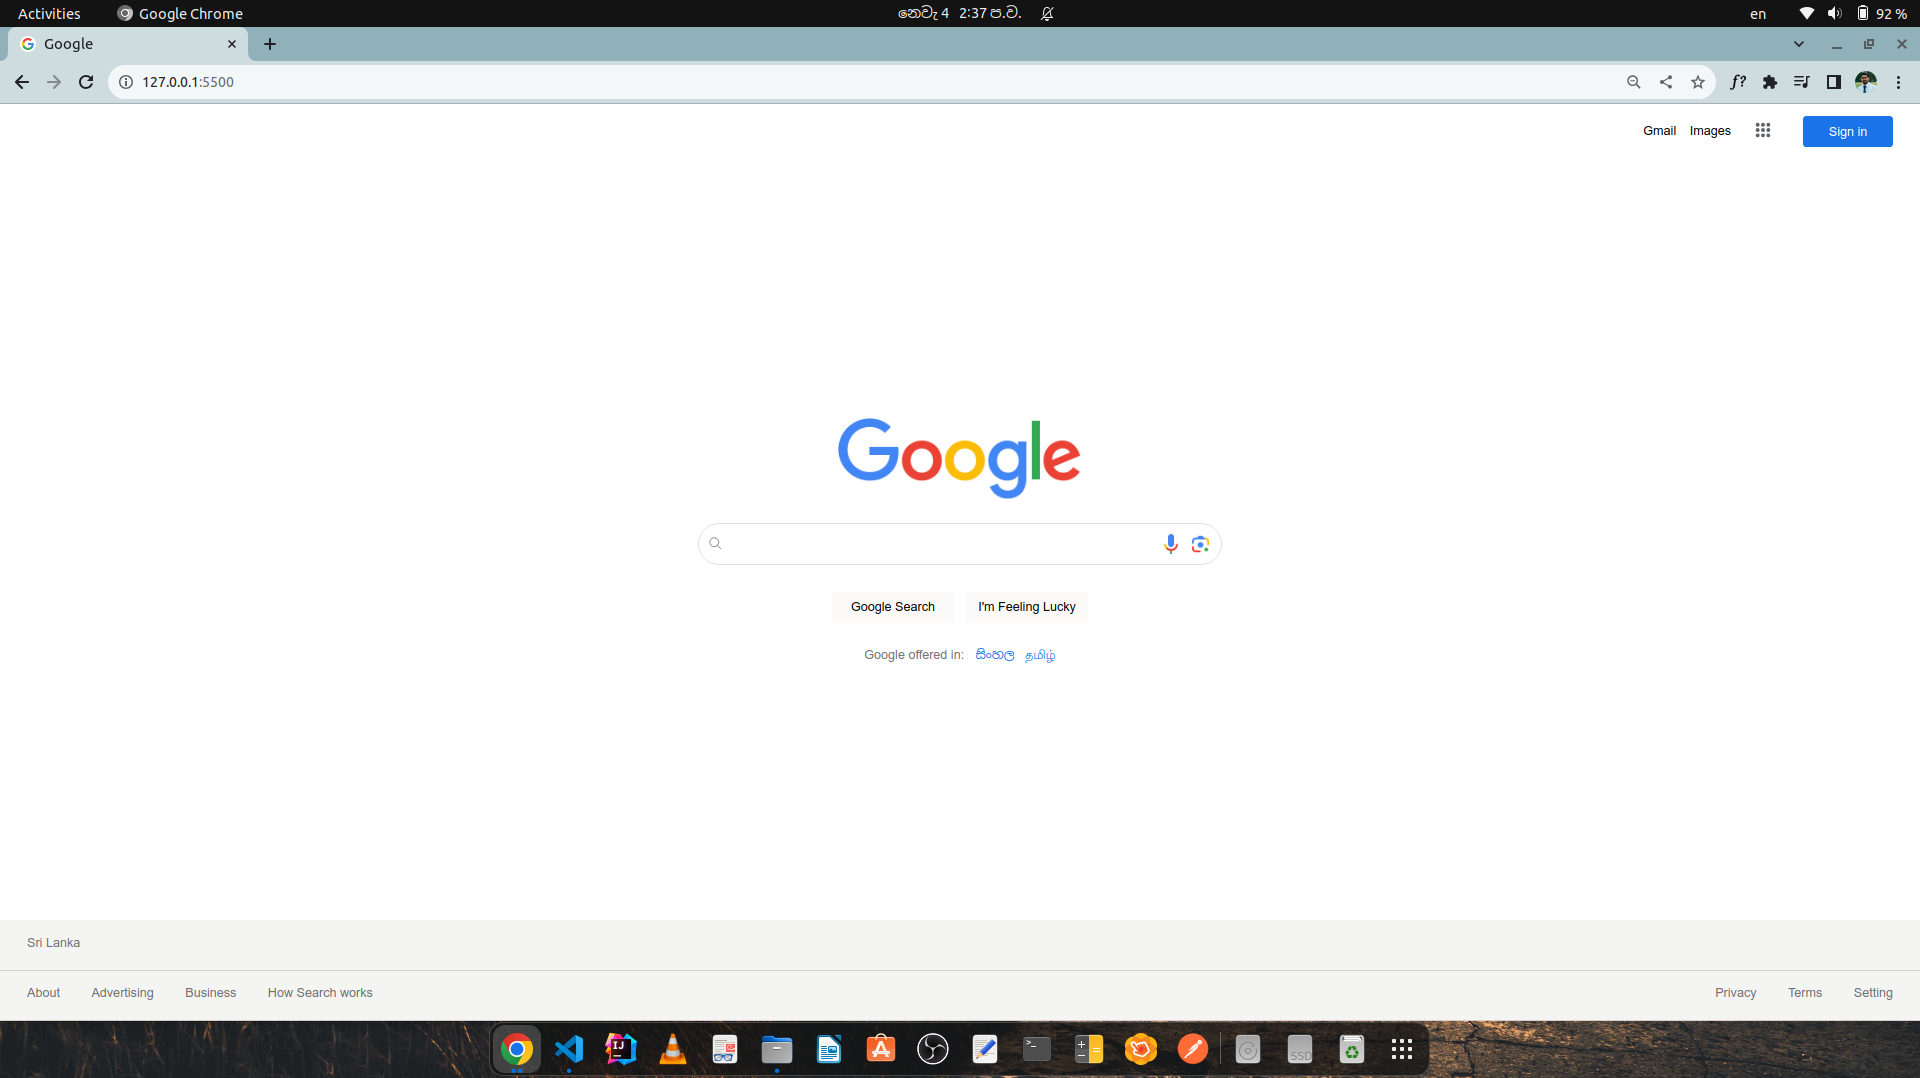 Activities Google Chrome නොවැ 4 2:37 ප.ව. en 92 %
Google
127.0.0.1:5500 f?
Gmail Images Sign in
Google
Google Search I'm Feeling Lucky
Google offered in: සිංහල தமிழ்
Sri Lanka
About Advertising Business How Search works Privacy Terms Setting
IJ >_ SSD